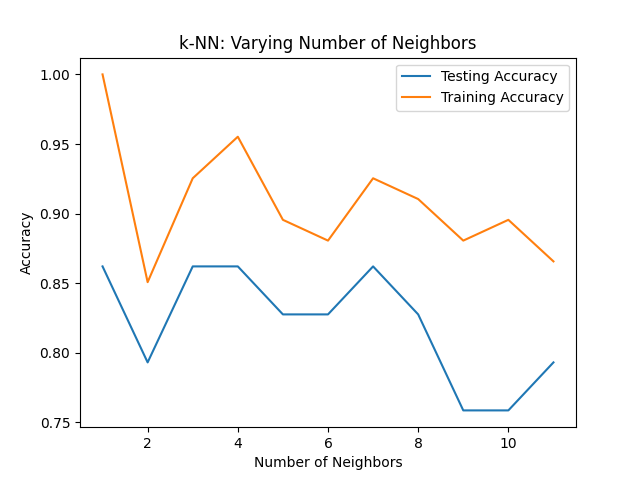 k-NN: Varying Number of Neighbors
Testing Accuracy
Training Accuracy
1.00
0.95
0.90
0.85
0.80
0.75
Accuracy
2 4 6 8 10
Number of Neighbors